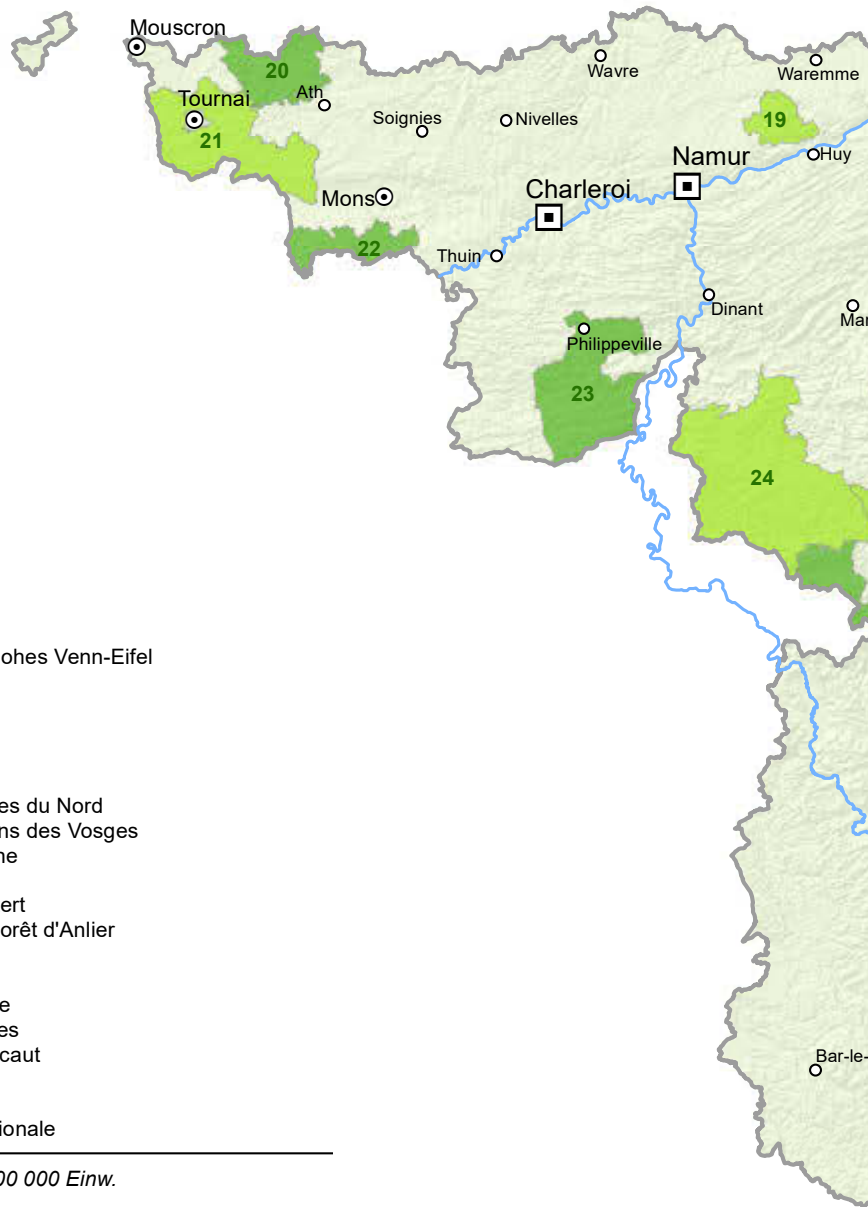 Mouscron
20
Wavre
Waremme
Tournai
Ath
19
21
Soignies
Nivelles
Huy
Namur
Mons
Charleroi
22
Thuin
Dinant
Mar
Philippeville
23
24
ohes Venn-Eifel
es du Nord
ns des Vosges
ne
ert
orêt d'Anlier
e
es
caut
ionale
00 000 Einw.
Bar-le-